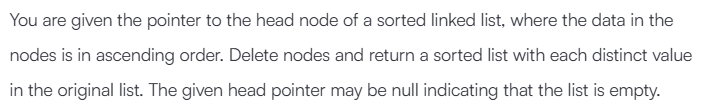 You are given the pointer to the head node of a sorted linked list, where the data in the
nodes is in ascending order. Delete nodes and return a sorted list with each distinct value
in the original list. The given head pointer may be null indicating that the list is empty.